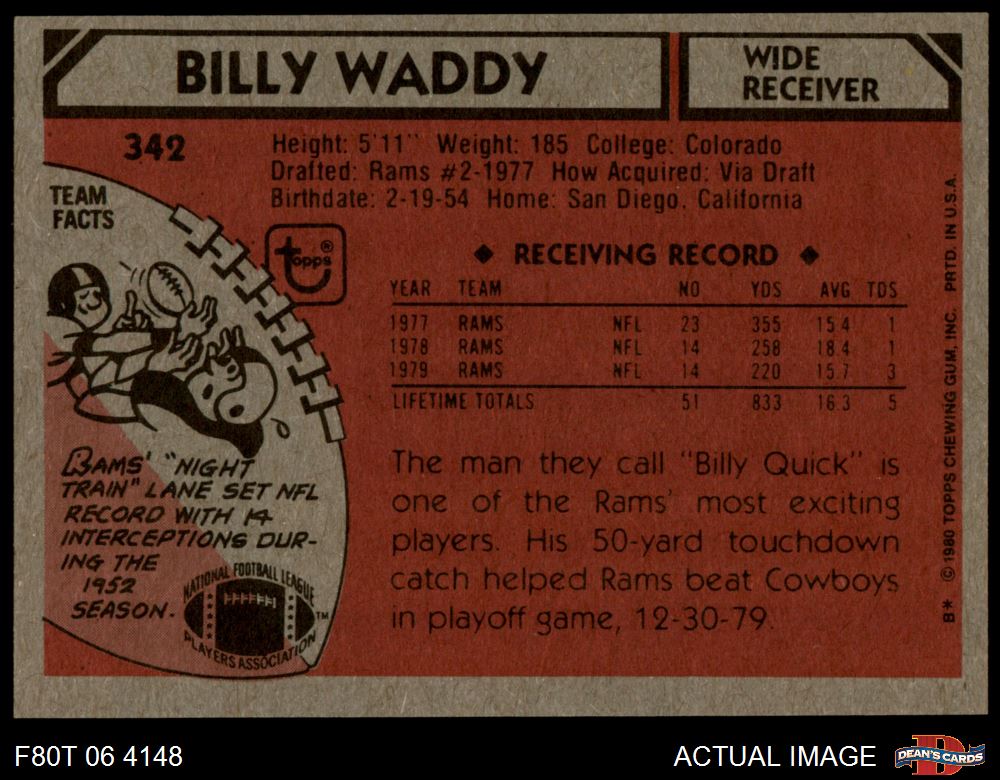 BILLY WADDY
WIDE
RECEIVER
342
Height: 5'11" Weight: 185 College: Colorado
Drafted: Rams #2-1977 How Acquired: Via Draft
Birthdate: 2-19-54 Home: San Diego, California
TEAM
FACTS
topps®
◆ RECEIVING RECORD ◆
YEAR TEAM NO YDS AVG TDS
1977 RAMS NFL 23 355 15.4 1
1978 RAMS NFL 14 258 18.4 1
1979 RAMS NFL 14 220 15.7 3
LIFETIME TOTALS 51 833 16.3 5
RAMS' "NIGHT
TRAIN" LANE SET NFL
RECORD WITH 14
INTERCEPTIONS DUR-
ING THE
1952
SEASON.
NATIONAL FOOTBALL LEAGUE
PLAYERS ASSOCIATION
TM
The man they call "Billy Quick" is
one of the Rams' most exciting
players. His 50-yard touchdown
catch helped Rams beat Cowboys
in playoff game, 12-30-79.
B* ©1980 TOPPS CHEWING GUM, INC. PRTD. IN U.S.A.
F80T 06 4148
ACTUAL IMAGE
D
DEAN'S CARDS